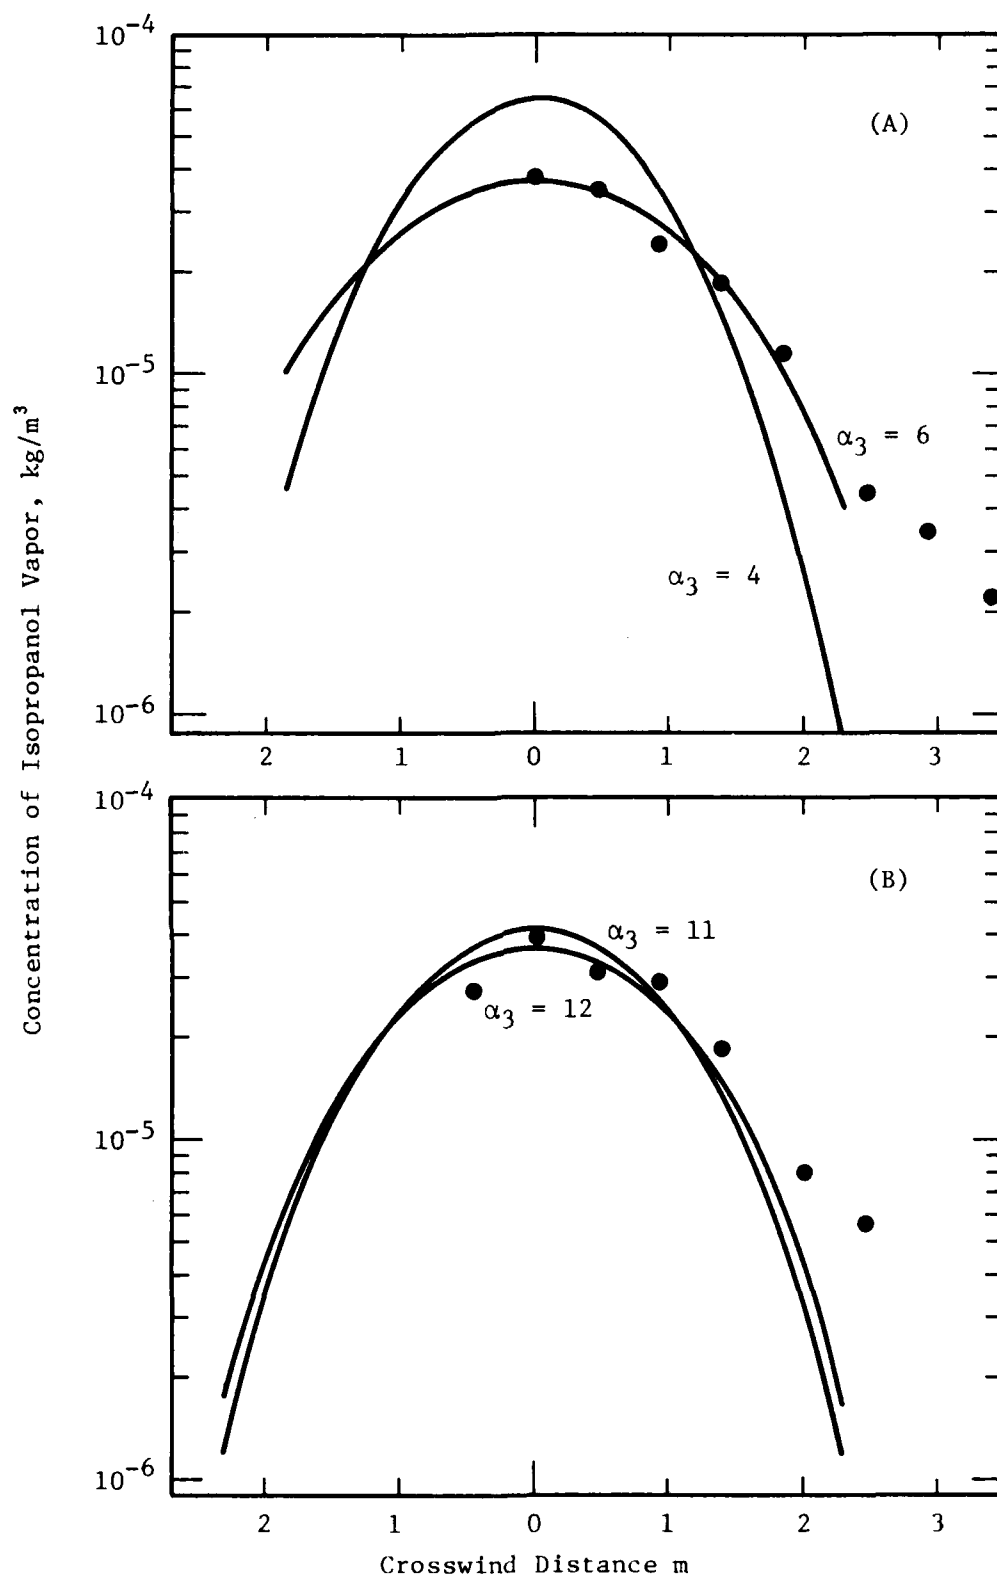 Concentration of Isopropanol Vapor, kg/m³
10⁻⁴
(A)
10⁻⁵
α₃ = 6
α₃ = 4
10⁻⁶
2 1 0 1 2 3
10⁻⁴
(B)
α₃ = 11
α₃ = 12
10⁻⁵
10⁻⁶
2 1 0 1 2 3
Crosswind Distance m